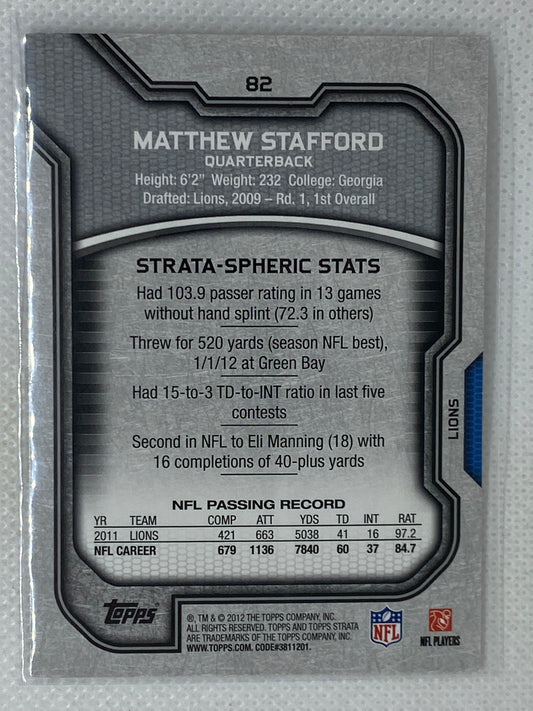 82
MATTHEW STAFFORD
QUARTERBACK
Height: 6'2" Weight: 232 College: Georgia
Drafted: Lions, 2009 – Rd. 1, 1st Overall
STRATA-SPHERIC STATS
Had 103.9 passer rating in 13 games
without hand splint (72.3 in others)
Threw for 520 yards (season NFL best),
1/1/12 at Green Bay
Had 15-to-3 TD-to-INT ratio in last five
contests
Second in NFL to Eli Manning (18) with
16 completions of 40-plus yards
LIONS
NFL PASSING RECORD
YR TEAM COMP ATT YDS TD INT RAT
2011 LIONS 421 663 5038 41 16 97.2
NFL CAREER 679 1136 7840 60 37 84.7
topps
®, TM & © 2012 THE TOPPS COMPANY, INC.
ALL RIGHTS RESERVED. TOPPS AND TOPPS STRATA
ARE TRADEMARKS OF THE TOPPS COMPANY, INC.
WWW.TOPPS.COM. CODE#3811201.
NFL
NFL PLAYERS